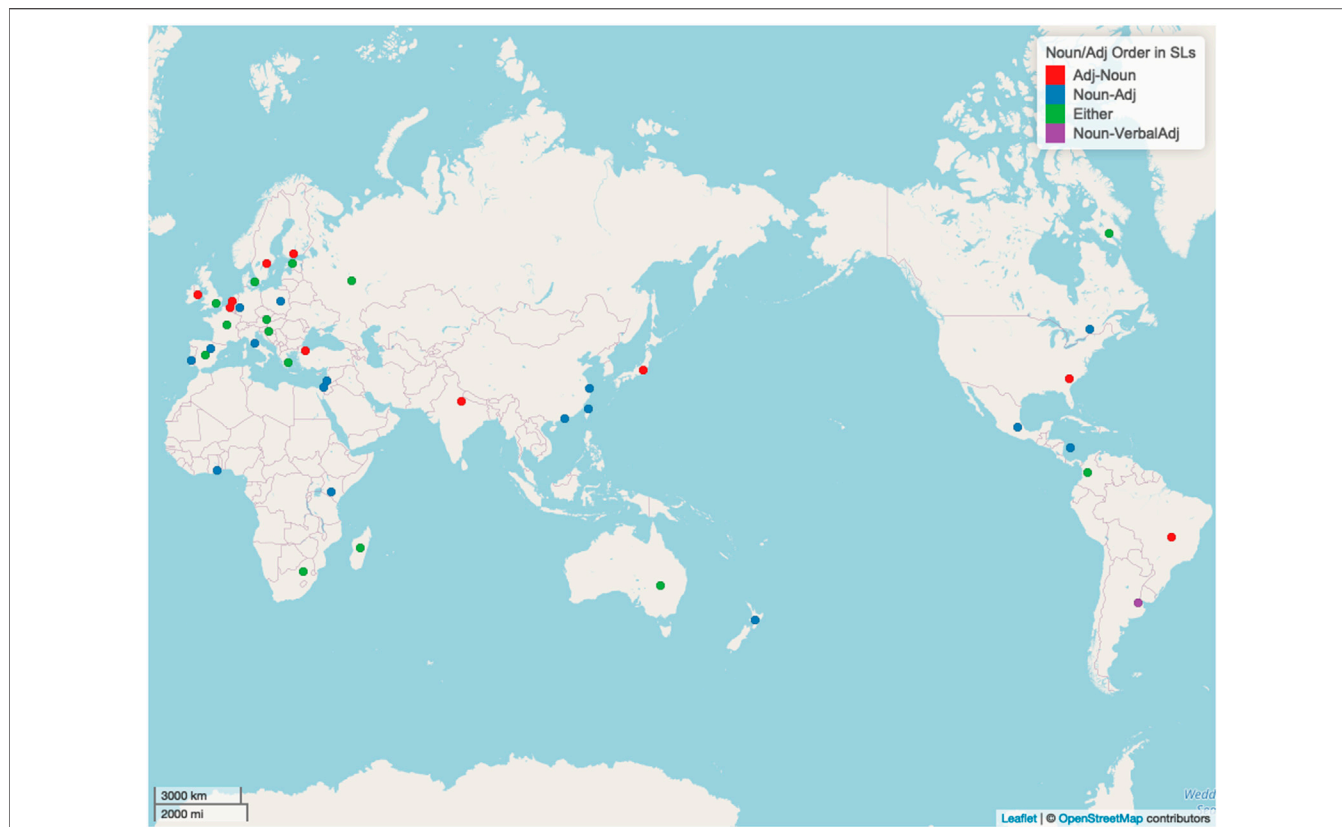 Noun/Adj Order in SLs
Adj-Noun
Noun-Adj
Either
Noun-VerbalAdj
3000 km
2000 mi
Wedd
Leaflet | © OpenStreetMap contributors